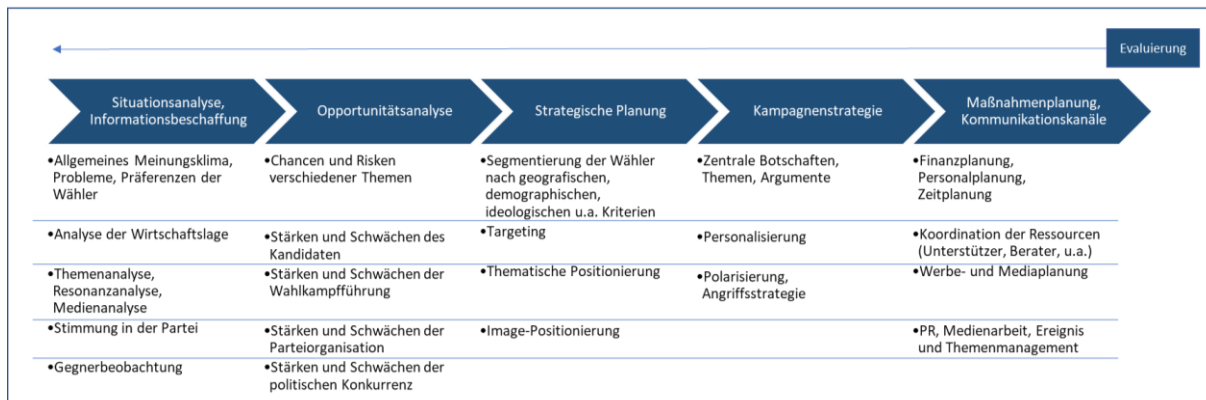 Evaluierung
Situationsanalyse,
Informationsbeschaffung
Opportunitätsanalyse
Strategische Planung
Kampagnenstrategie
Maßnahmenplanung,
Kommunikationskanäle
•Allgemeines Meinungsklima,
Probleme, Präferenzen der
Wähler
•Chancen und Risken
verschiedener Themen
•Segmentierung der Wähler
nach geografischen,
demographischen,
ideologischen u.a. Kriterien
•Zentrale Botschaften,
Themen, Argumente
•Finanzplanung,
Personalplanung,
Zeitplanung
•Analyse der Wirtschaftslage
•Stärken und Schwächen des
Kandidaten
•Targeting
•Personalisierung
•Koordination der Ressourcen
(Unterstützer, Berater, u.a.)
•Themenanalyse,
Resonanzanalyse,
Medienanalyse
•Stärken und Schwächen der
Wahlkampfführung
•Thematische Positionierung
•Polarisierung,
Angriffsstrategie
•Werbe- und Mediaplanung
•Stimmung in der Partei
•Stärken und Schwächen der
Parteiorganisation
•Image-Positionierung
•PR, Medienarbeit, Ereignis
und Themenmanagement
•Gegnerbeobachtung
•Stärken und Schwächen der
politischen Konkurrenz